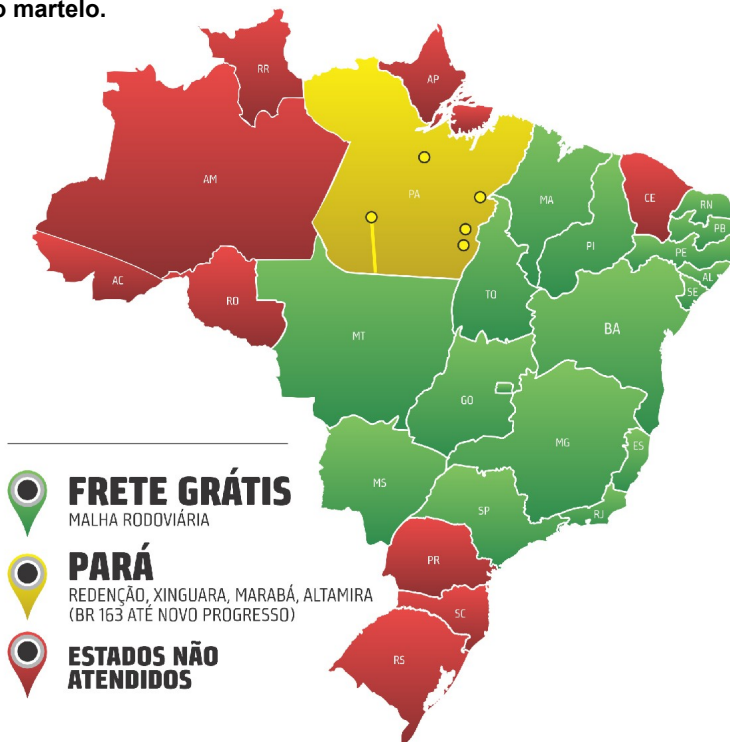 o martelo.
RR
AP
AM
PA
CE
MA
RN
PB
PI
PE
AC
AL
RO
TO
SE
MT
BA
GO
MG
ES
MS
SP
RJ
PR
SC
RS
FRETE GRÁTIS
MALHA RODOVIÁRIA
PARÁ
REDENÇÃO, XINGUARA, MARABÁ, ALTAMIRA
(BR 163 ATÉ NOVO PROGRESSO)
ESTADOS NÃO
ATENDIDOS